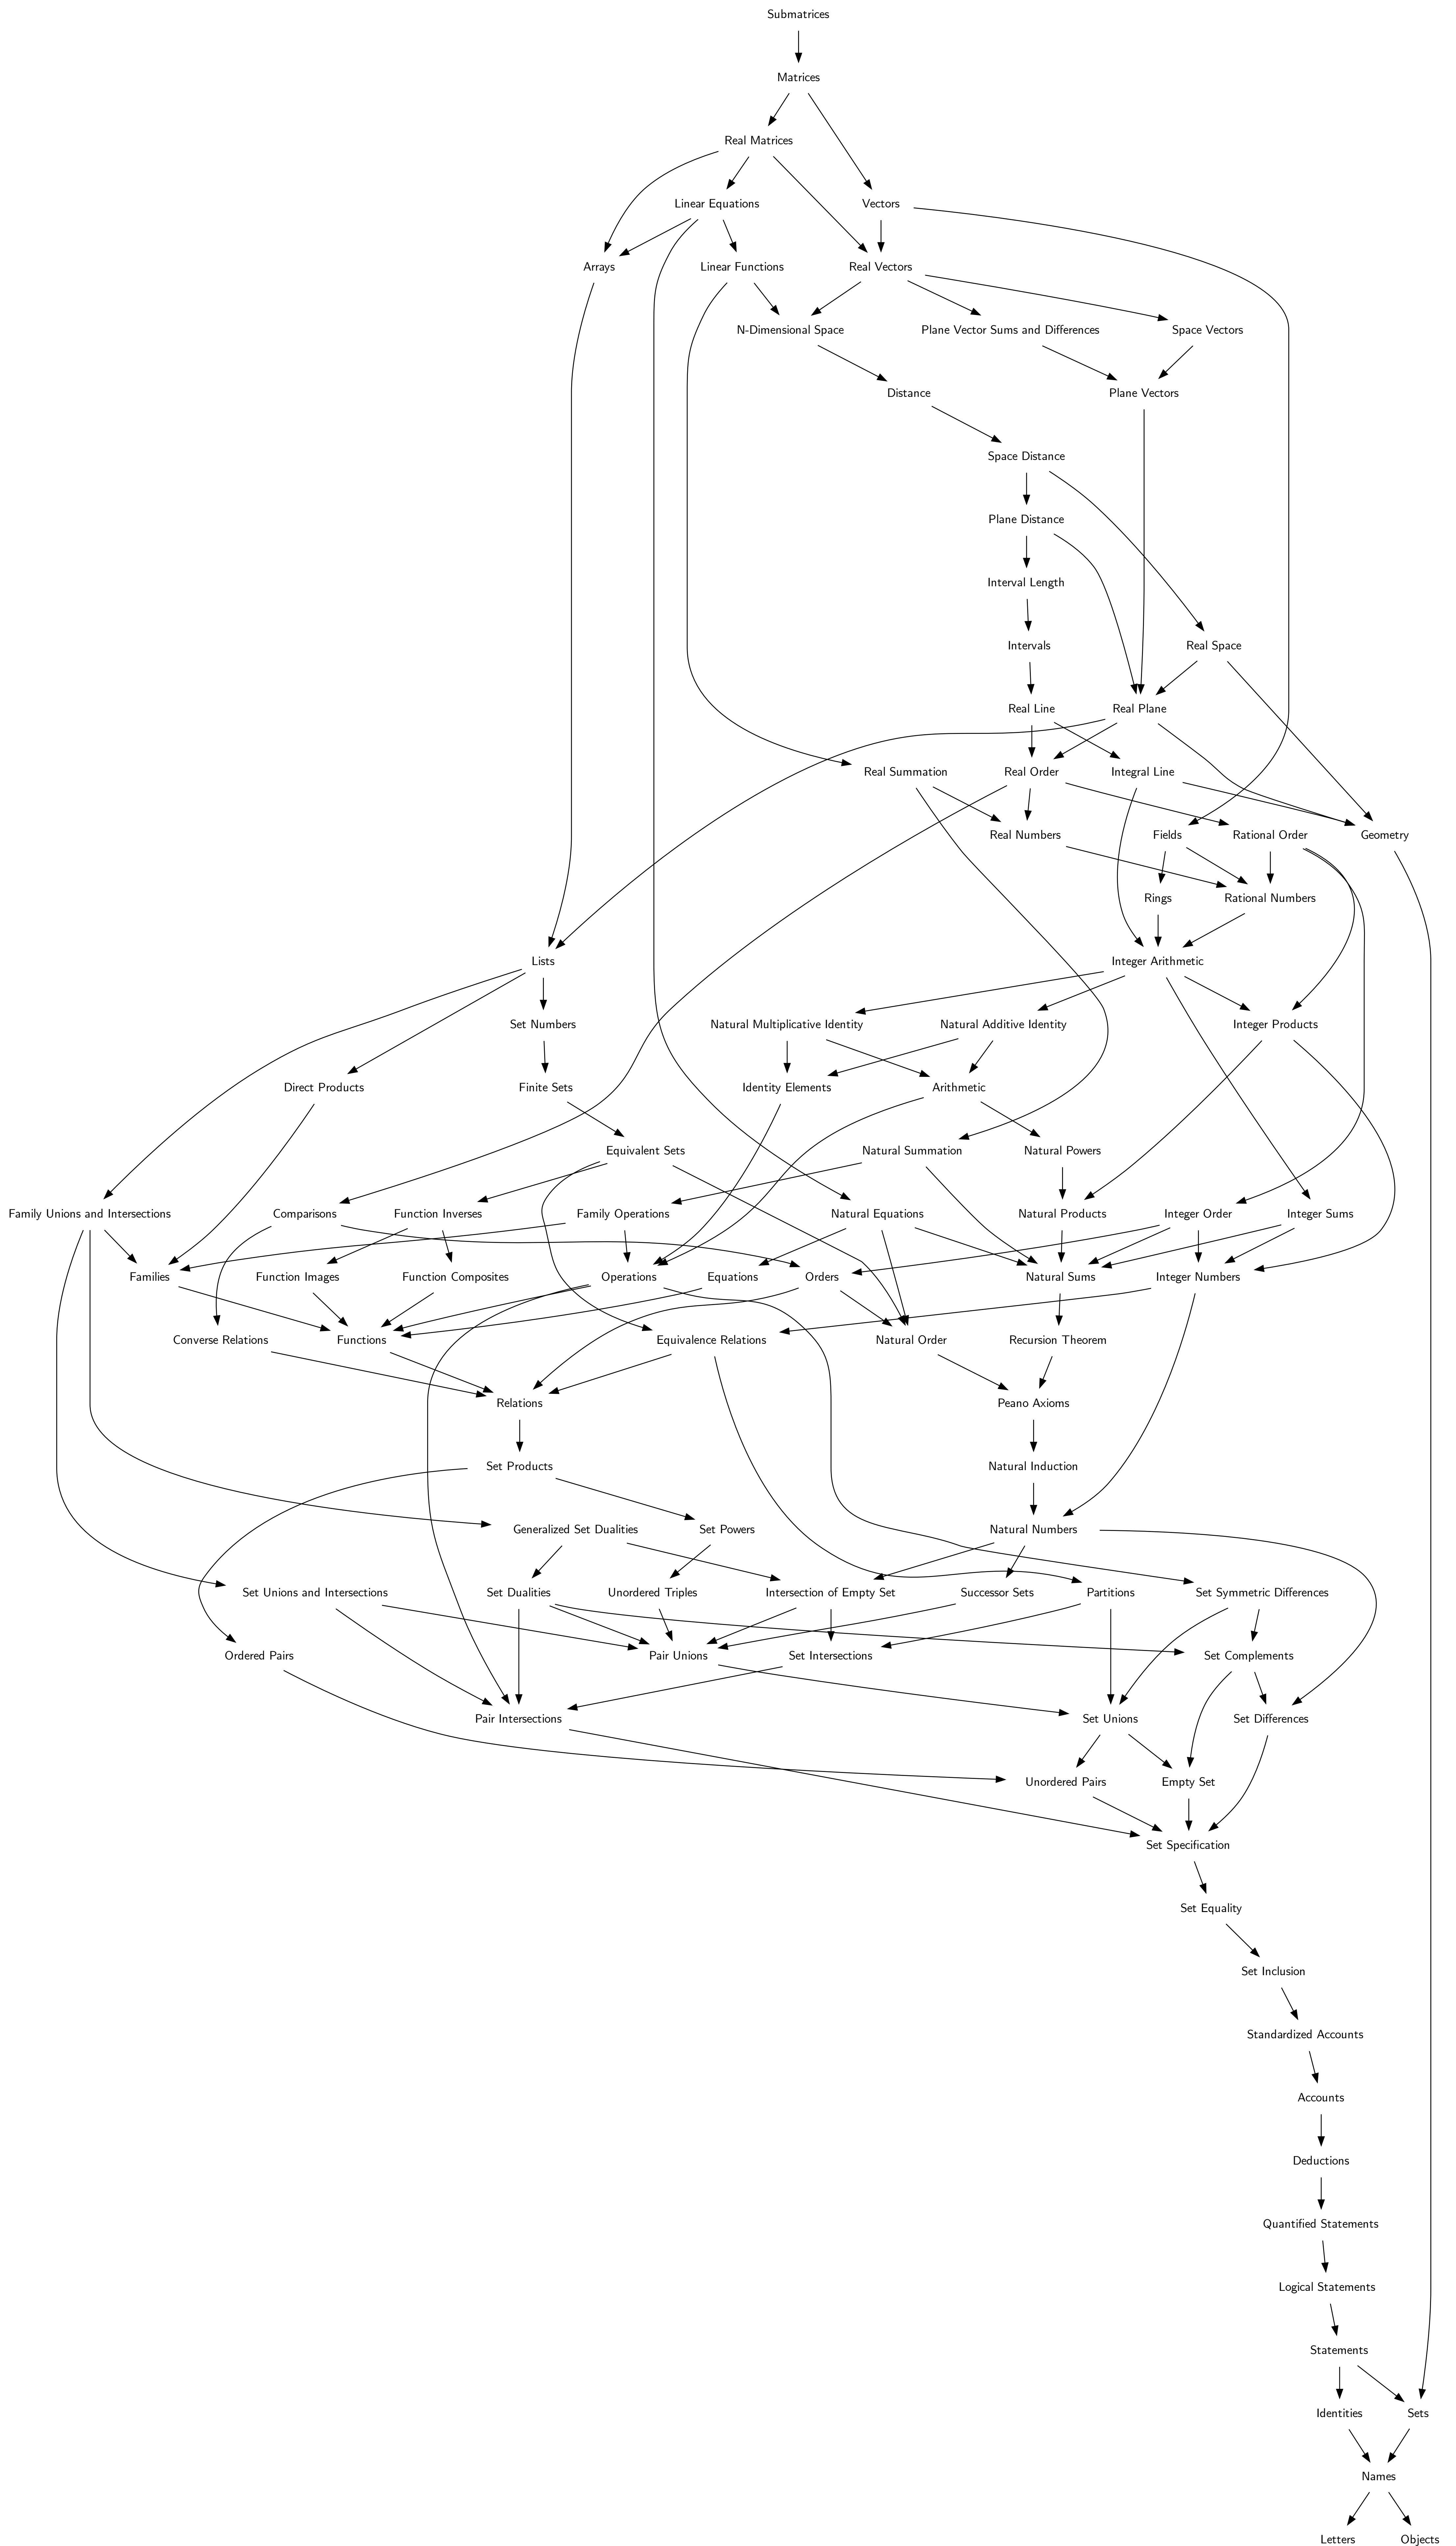 Submatrices
Matrices
Real Matrices
Linear Equations
Vectors
Arrays
Linear Functions
Real Vectors
N-Dimensional Space
Plane Vector Sums and Differences
Space Vectors
Distance
Plane Vectors
Space Distance
Plane Distance
Interval Length
Intervals
Real Space
Real Line
Real Plane
Real Summation
Real Order
Integral Line
Real Numbers
Fields
Rational Order
Geometry
Rings
Rational Numbers
Lists
Integer Arithmetic
Set Numbers
Natural Multiplicative Identity
Natural Additive Identity
Integer Products
Direct Products
Finite Sets
Identity Elements
Arithmetic
Equivalent Sets
Natural Summation
Natural Powers
Family Unions and Intersections
Comparisons
Function Inverses
Family Operations
Natural Equations
Natural Products
Integer Order
Integer Sums
Families
Function Images
Function Composites
Operations
Equations
Orders
Natural Sums
Integer Numbers
Converse Relations
Functions
Equivalence Relations
Natural Order
Recursion Theorem
Relations
Peano Axioms
Set Products
Natural Induction
Generalized Set Dualities
Set Powers
Natural Numbers
Set Unions and Intersections
Set Dualities
Unordered Triples
Intersection of Empty Set
Successor Sets
Partitions
Set Symmetric Differences
Ordered Pairs
Pair Unions
Set Intersections
Set Complements
Pair Intersections
Set Unions
Set Differences
Unordered Pairs
Empty Set
Set Specification
Set Equality
Set Inclusion
Standardized Accounts
Accounts
Deductions
Quantified Statements
Logical Statements
Statements
Identities
Sets
Names
Letters
Objects